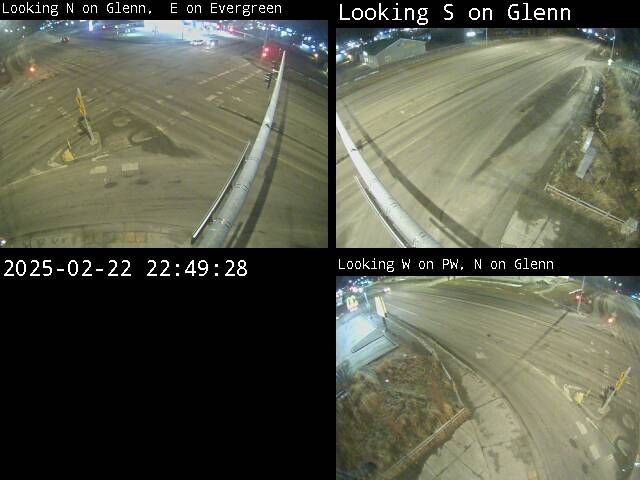 Looking N on Glenn,  E on Evergreen
Looking S on Glenn
2025-02-22 22:49:28
Looking W on PW, N on Glenn